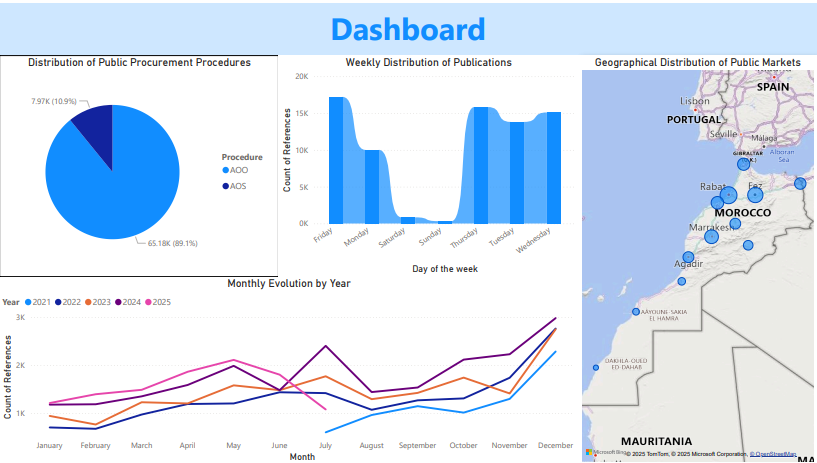 Dashboard
Distribution of Public Procurement Procedures
7.97K (10.9%)
65.18K (89.1%)
Procedure
AOO
AOS
Weekly Distribution of Publications
Count of References
20K
15K
10K
5K
0K
Friday
Monday
Saturday
Sunday
Thursday
Tuesday
Wednesday
Day of the week
Geographical Distribution of Public Markets
SPAIN
Lisbon
PORTUGAL
Seville
Málaga
GIBRALTAR
(U.K.)
Alboran
Sea
Rabat
Fez
MOROCCO
Marrakesh
Agadir
AAYOUNE-SAKIA
EL HAMRA
DAKHLA-OUED
ED-DAHAB
MAURITANIA
MA
Microsoft Bing
© 2025 TomTom, © 2025 Microsoft Corporation, © OpenStreetMap
Monthly Evolution by Year
Year 2021 2022 2023 2024 2025
Count of References
3K
2K
1K
January February March April May June July August September October November December
Month